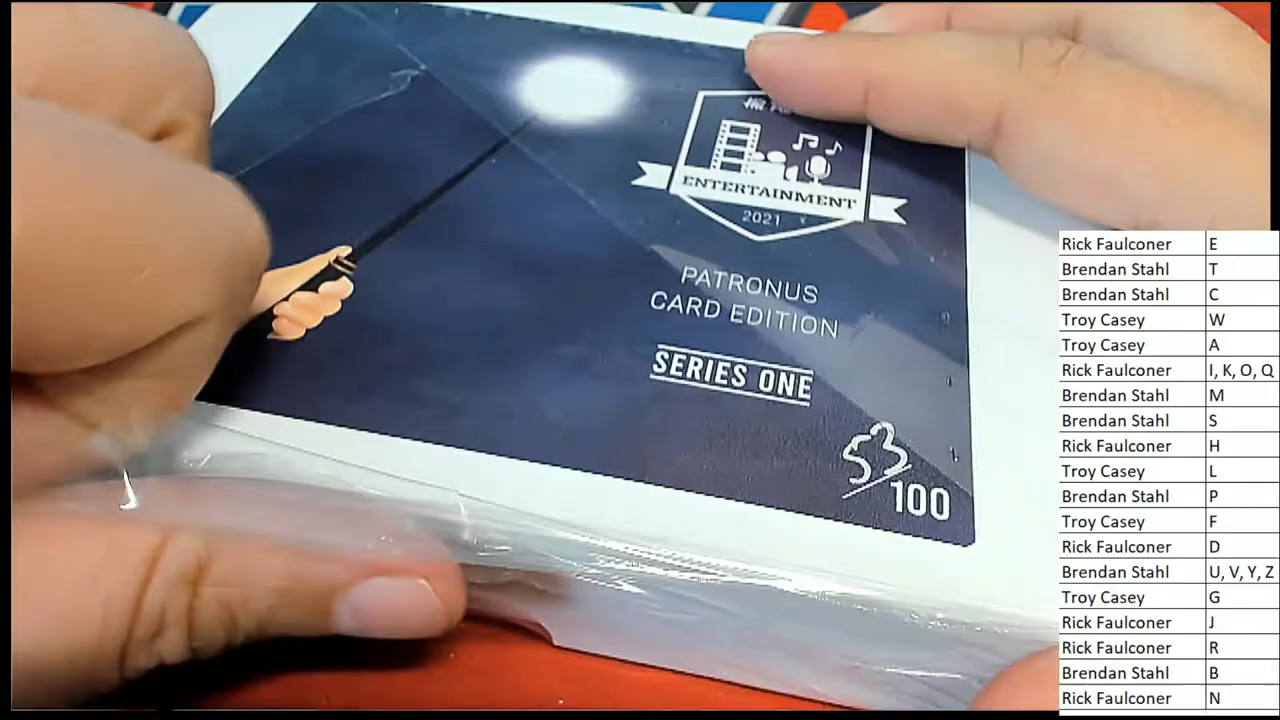 ENTERTAINMENT
2021
PATRONUS
CARD EDITION
SERIES ONE
53/100
Rick Faulconer E
Brendan Stahl T
Brendan Stahl C
Troy Casey W
Troy Casey A
Rick Faulconer I, K, O, Q
Brendan Stahl M
Brendan Stahl S
Rick Faulconer H
Troy Casey L
Brendan Stahl P
Troy Casey F
Rick Faulconer D
Brendan Stahl U, V, Y, Z
Troy Casey G
Rick Faulconer J
Rick Faulconer R
Brendan Stahl B
Rick Faulconer N